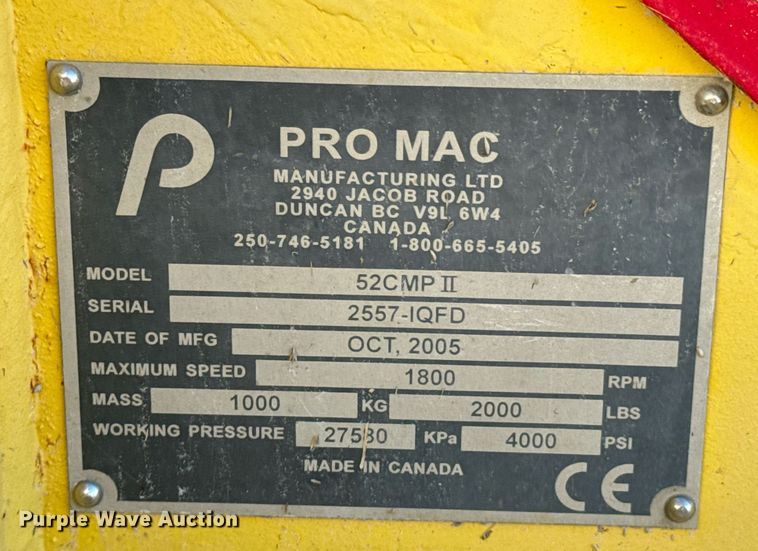 PRO MAC
MANUFACTURING LTD
2940 JACOB ROAD
DUNCAN BC V9L 6W4
CANADA
250-746-5181 1-800-665-5405
MODEL 52CMP II
SERIAL 2557-IQFD
DATE OF MFG OCT, 2005
MAXIMUM SPEED 1800 RPM
MASS 1000 KG 2000 LBS
WORKING PRESSURE 27580 KPa 4000 PSI
MADE IN CANADA CE
Purple Wave Auction